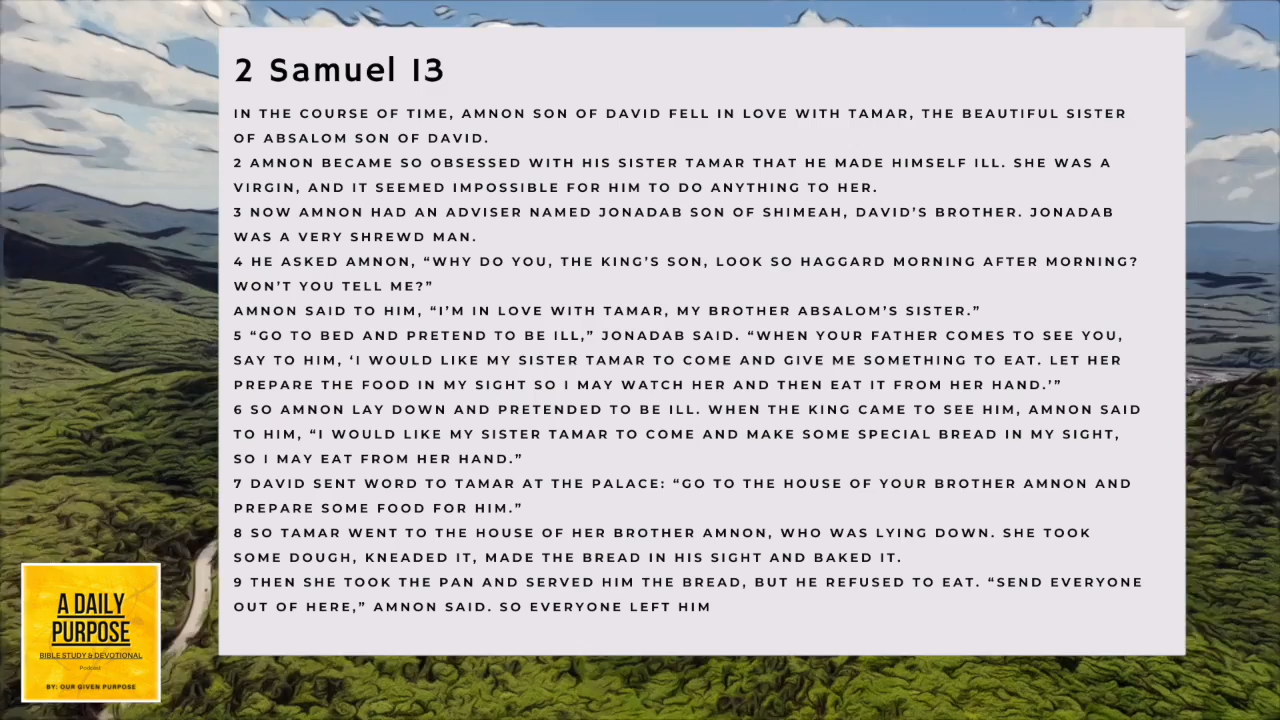 2 Samuel 13
IN THE COURSE OF TIME, AMNON SON OF DAVID FELL IN LOVE WITH TAMAR, THE BEAUTIFUL SISTER
OF ABSALOM SON OF DAVID.
2 AMNON BECAME SO OBSESSED WITH HIS SISTER TAMAR THAT HE MADE HIMSELF ILL. SHE WAS A
VIRGIN, AND IT SEEMED IMPOSSIBLE FOR HIM TO DO ANYTHING TO HER.
3 NOW AMNON HAD AN ADVISER NAMED JONADAB SON OF SHIMEAH, DAVID’S BROTHER. JONADAB
WAS A VERY SHREWD MAN.
4 HE ASKED AMNON, “WHY DO YOU, THE KING’S SON, LOOK SO HAGGARD MORNING AFTER MORNING?
WON’T YOU TELL ME?”
AMNON SAID TO HIM, “I’M IN LOVE WITH TAMAR, MY BROTHER ABSALOM’S SISTER.”
5 “GO TO BED AND PRETEND TO BE ILL,” JONADAB SAID. “WHEN YOUR FATHER COMES TO SEE YOU,
SAY TO HIM, ‘I WOULD LIKE MY SISTER TAMAR TO COME AND GIVE ME SOMETHING TO EAT. LET HER
PREPARE THE FOOD IN MY SIGHT SO I MAY WATCH HER AND THEN EAT IT FROM HER HAND.’”
6 SO AMNON LAY DOWN AND PRETENDED TO BE ILL. WHEN THE KING CAME TO SEE HIM, AMNON SAID
TO HIM, “I WOULD LIKE MY SISTER TAMAR TO COME AND MAKE SOME SPECIAL BREAD IN MY SIGHT,
SO I MAY EAT FROM HER HAND.”
7 DAVID SENT WORD TO TAMAR AT THE PALACE: “GO TO THE HOUSE OF YOUR BROTHER AMNON AND
PREPARE SOME FOOD FOR HIM.”
8 SO TAMAR WENT TO THE HOUSE OF HER BROTHER AMNON, WHO WAS LYING DOWN. SHE TOOK
SOME DOUGH, KNEADED IT, MADE THE BREAD IN HIS SIGHT AND BAKED IT.
9 THEN SHE TOOK THE PAN AND SERVED HIM THE BREAD, BUT HE REFUSED TO EAT. “SEND EVERYONE
OUT OF HERE,” AMNON SAID. SO EVERYONE LEFT HIM
A DAILY
PURPOSE
BIBLE STUDY & DEVOTIONAL
Podcast
BY: OUR GIVEN PURPOSE